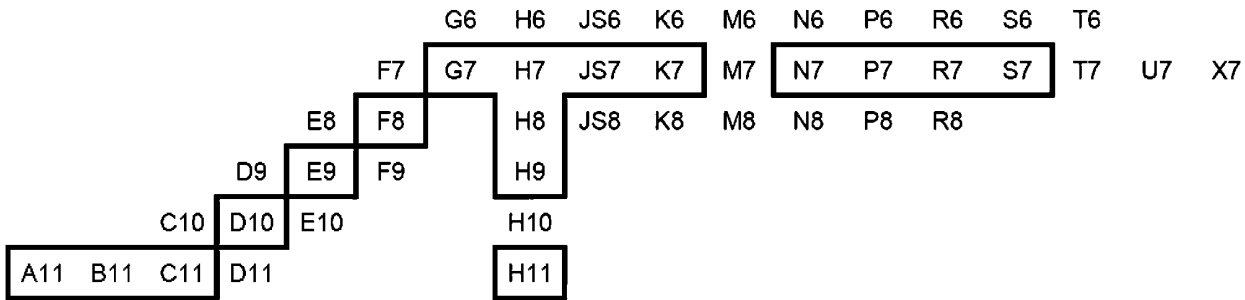 G6 H6 JS6 K6 M6 N6 P6 R6 S6 T6
F7 G7 H7 JS7 K7 M7 N7 P7 R7 S7 T7 U7 X7
E8 F8 H8 JS8 K8 M8 N8 P8 R8
D9 E9 F9 H9
C10 D10 E10 H10
A11 B11 C11 D11 H11